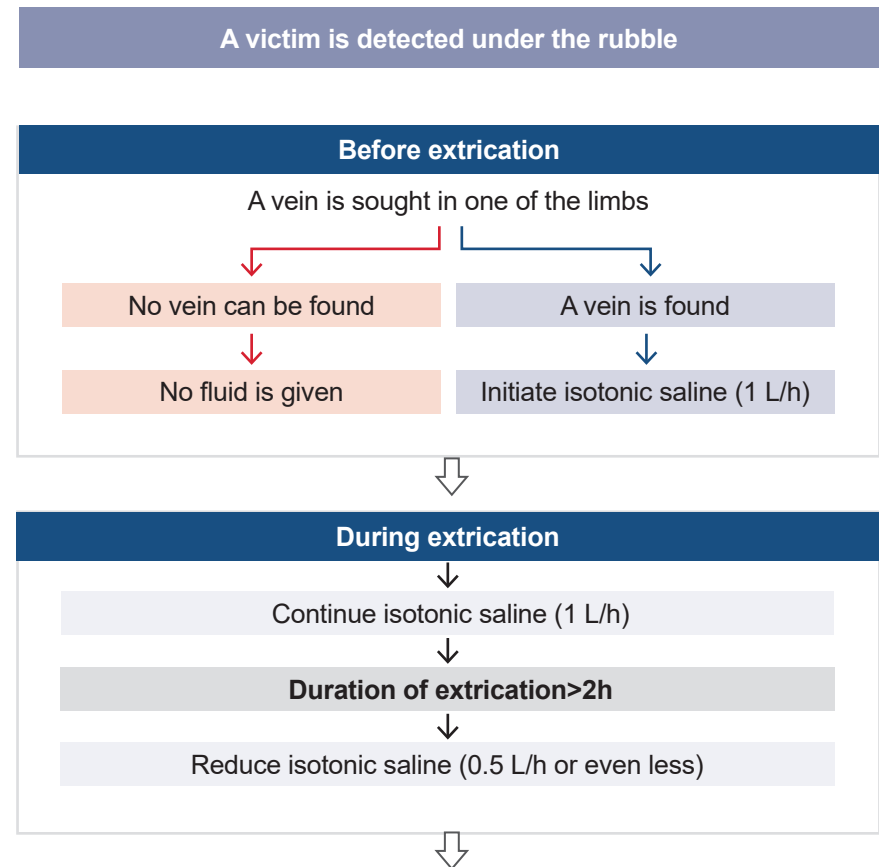 A victim is detected under the rubble
Before extrication
A vein is sought in one of the limbs
No vein can be found
A vein is found
No fluid is given
Initiate isotonic saline (1 L/h)
During extrication
Continue isotonic saline (1 L/h)
Duration of extrication>2h
Reduce isotonic saline (0.5 L/h or even less)